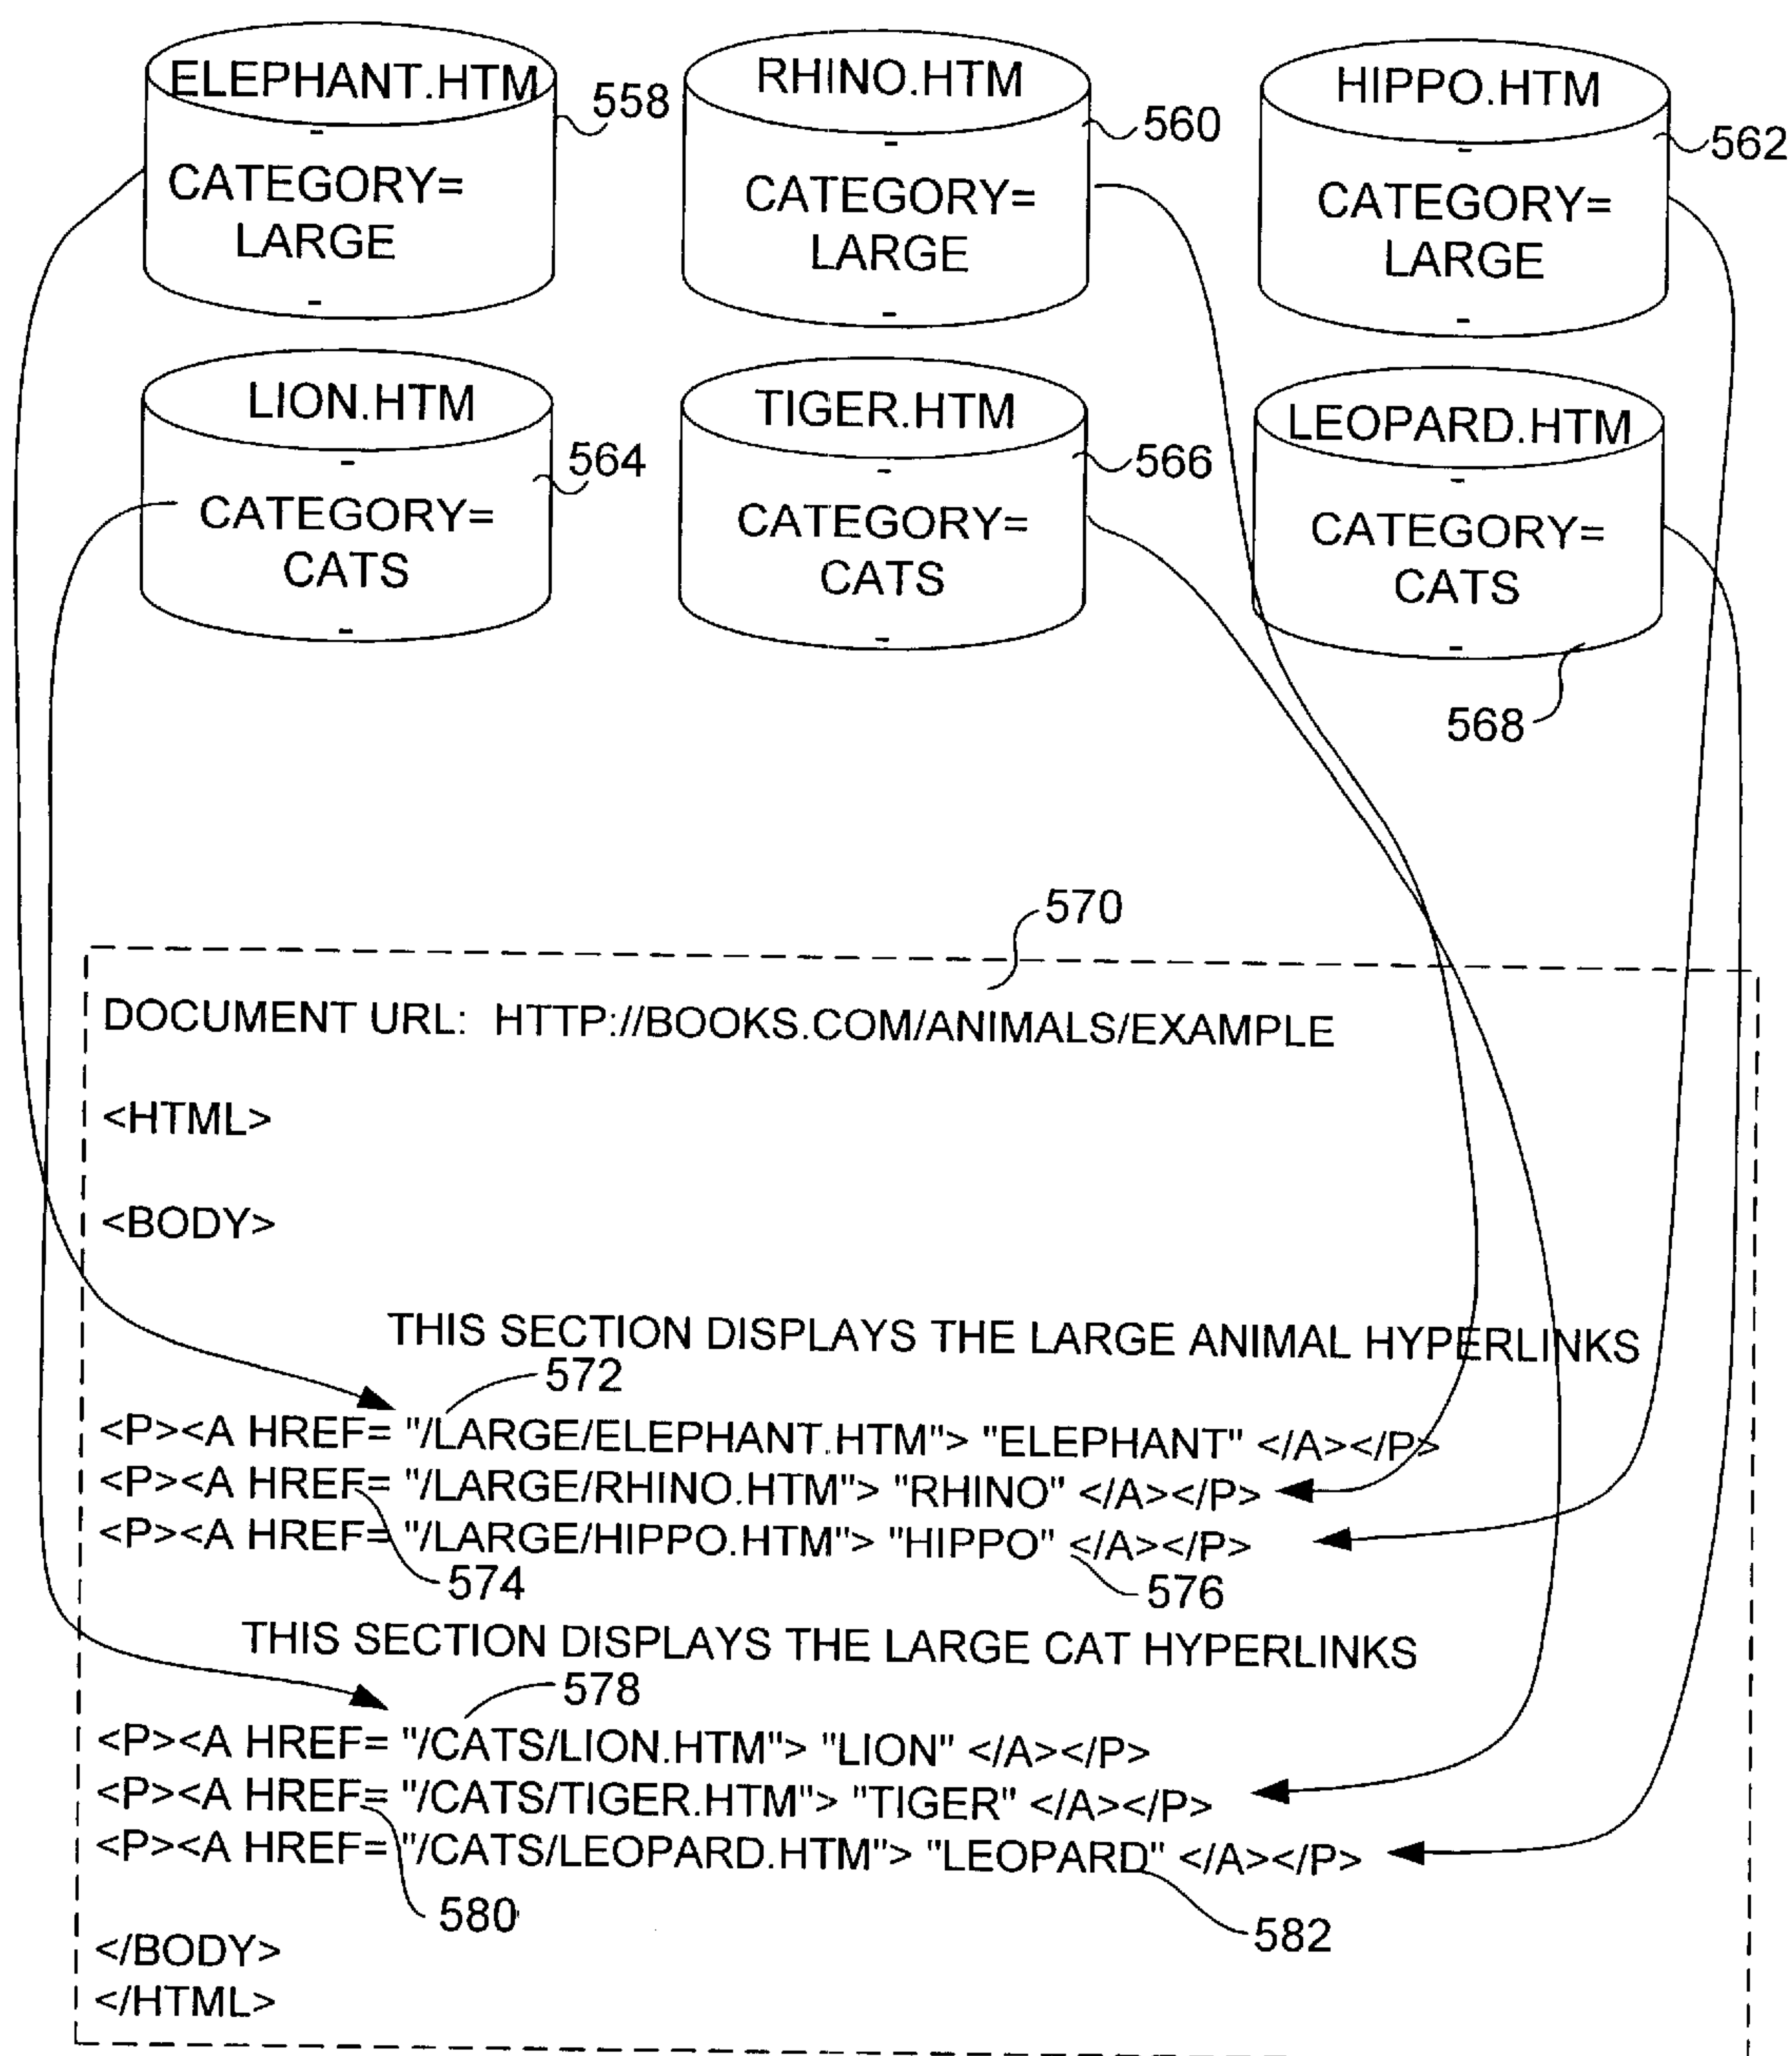 ELEPHANT.HTM
-
CATEGORY=
LARGE
-
558
RHINO.HTM
-
CATEGORY=
LARGE
-
560
HIPPO.HTM
-
CATEGORY=
LARGE
-
562
LION.HTM
-
CATEGORY=
CATS
-
564
TIGER.HTM
-
CATEGORY=
CATS
-
566
LEOPARD.HTM
-
CATEGORY=
CATS
-
568
570
DOCUMENT URL: HTTP://BOOKS.COM/ANIMALS/EXAMPLE
<HTML>
<BODY>
THIS SECTION DISPLAYS THE LARGE ANIMAL HYPERLINKS
572
<P><A HREF= "/LARGE/ELEPHANT.HTM"> "ELEPHANT" </A></P>
<P><A HREF= "/LARGE/RHINO.HTM"> "RHINO" </A></P>
<P><A HREF= "/LARGE/HIPPO.HTM"> "HIPPO" </A></P>
574
576
THIS SECTION DISPLAYS THE LARGE CAT HYPERLINKS
578
<P><A HREF= "/CATS/LION.HTM"> "LION" </A></P>
<P><A HREF= "/CATS/TIGER.HTM"> "TIGER" </A></P>
<P><A HREF= "/CATS/LEOPARD.HTM"> "LEOPARD" </A></P>
580
582
</BODY>
</HTML>